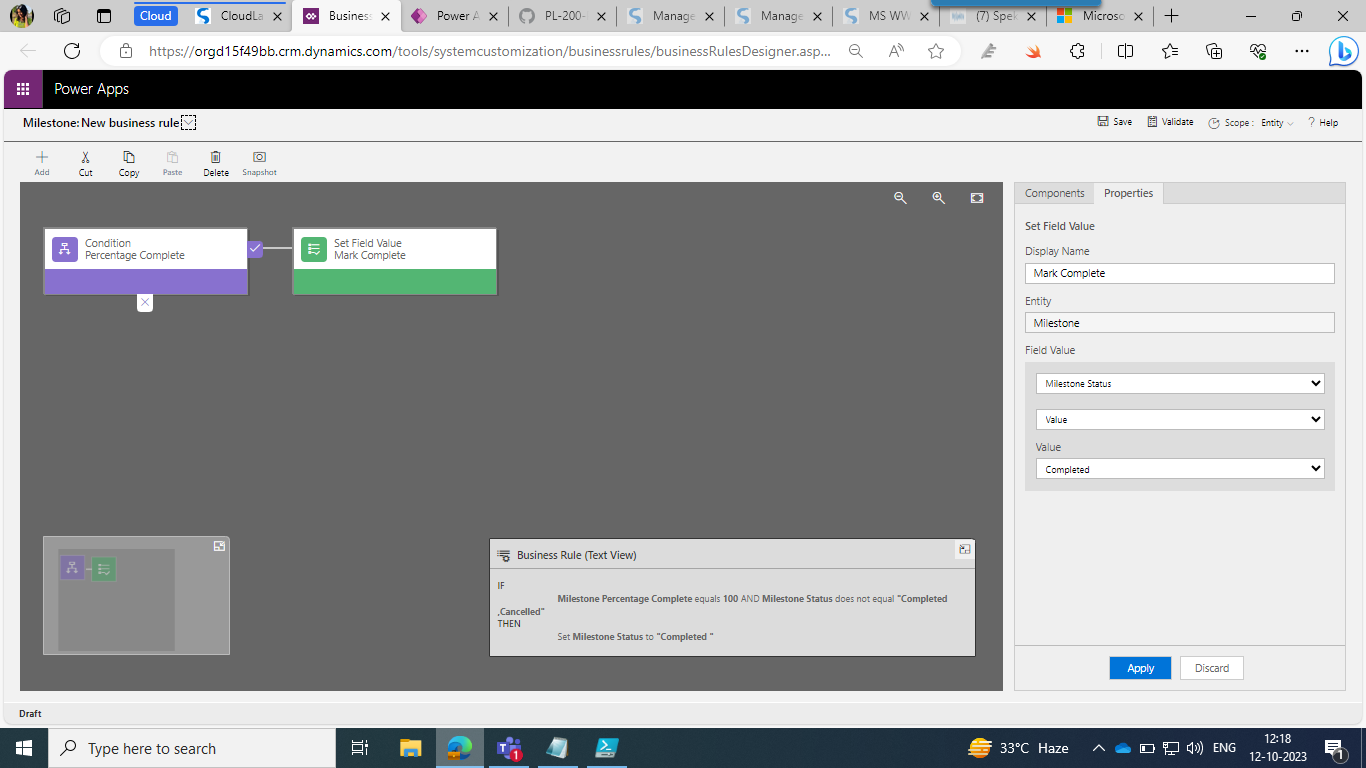 Cloud
CloudLa
Business
Power A
PL-200-
Manage
Manage
MS WW
(7) Spek
Microso
https://orgd15f49bb.crm.dynamics.com/tools/systemcustomization/businessrules/businessRulesDesigner.asp...
Power Apps
Milestone: New business rule
Save
Validate
Scope : Entity
? Help
Add
Cut
Copy
Paste
Delete
Snapshot
Components
Properties
Condition
Percentage Complete
Set Field Value
Mark Complete
Set Field Value
Display Name
Mark Complete
Entity
Milestone
Field Value
Milestone Status
Value
Value
Completed
Business Rule (Text View)
IF
Milestone Percentage Complete equals 100 AND Milestone Status does not equal "Completed
,Cancelled"
THEN
Set Milestone Status to "Completed "
Apply
Discard
Draft
Type here to search
1
33°C Haze
ENG
12:18
12-10-2023
1